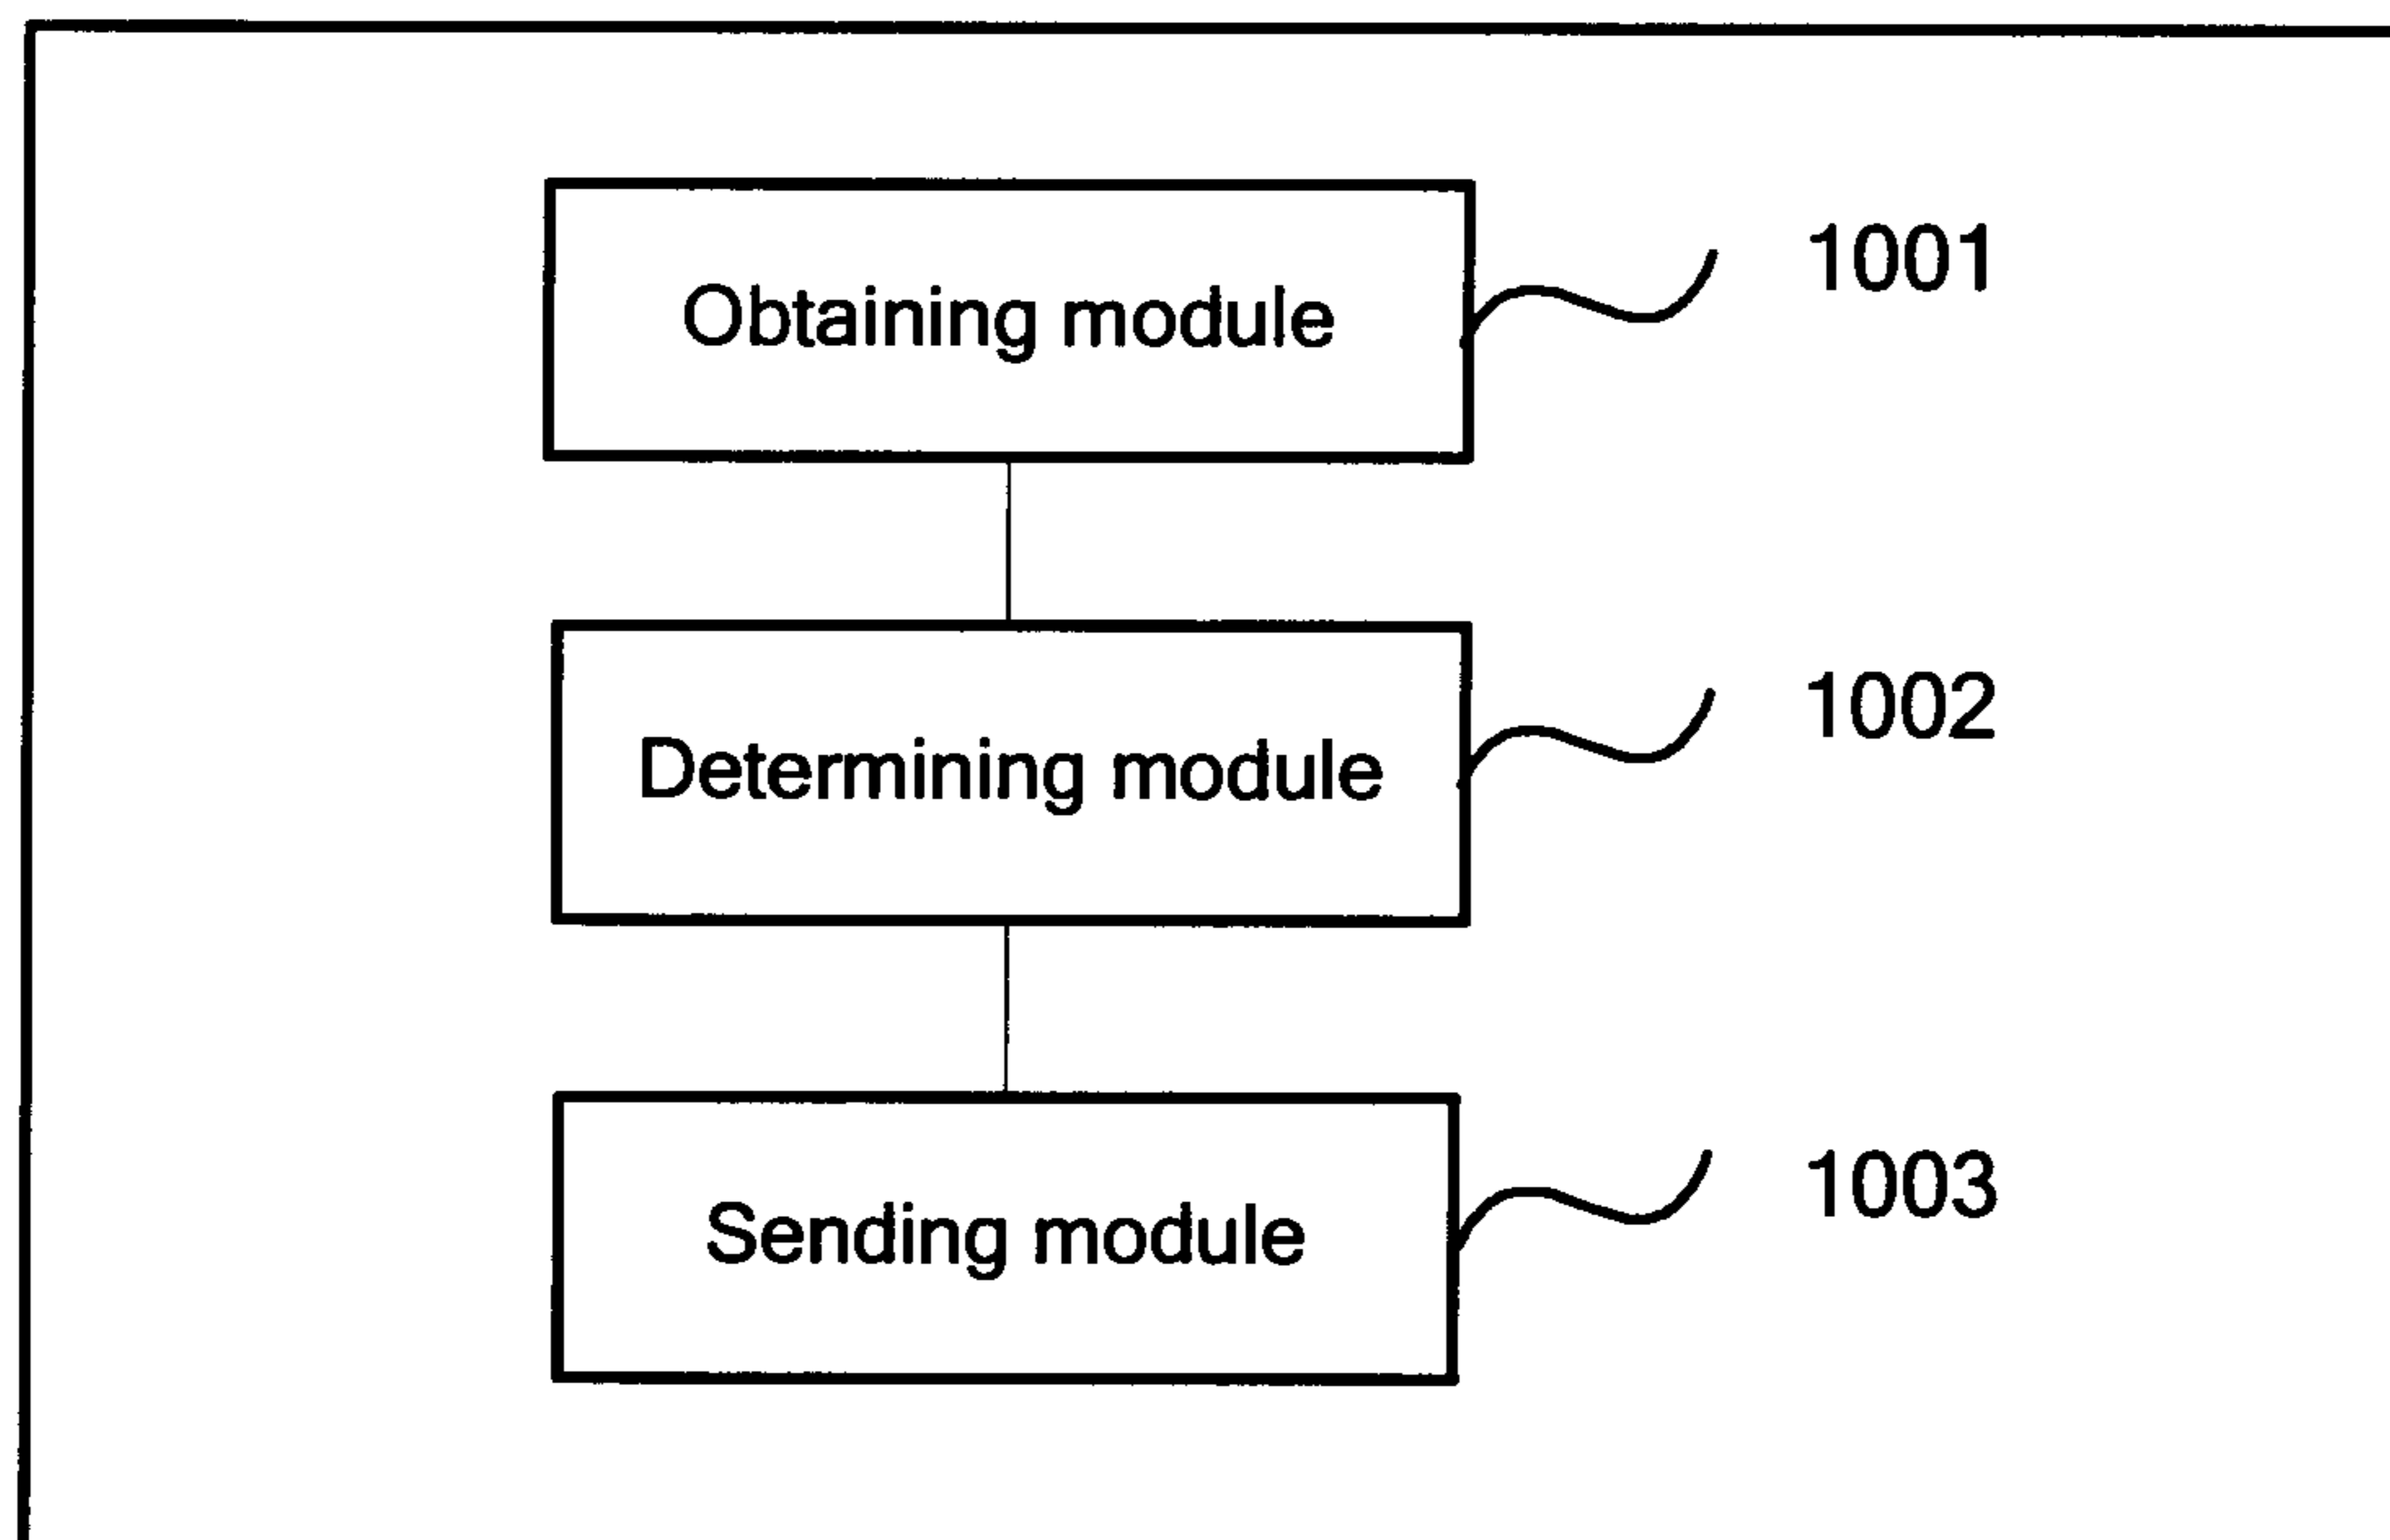 Obtaining module
1001
Determining module
1002
Sending module
1003